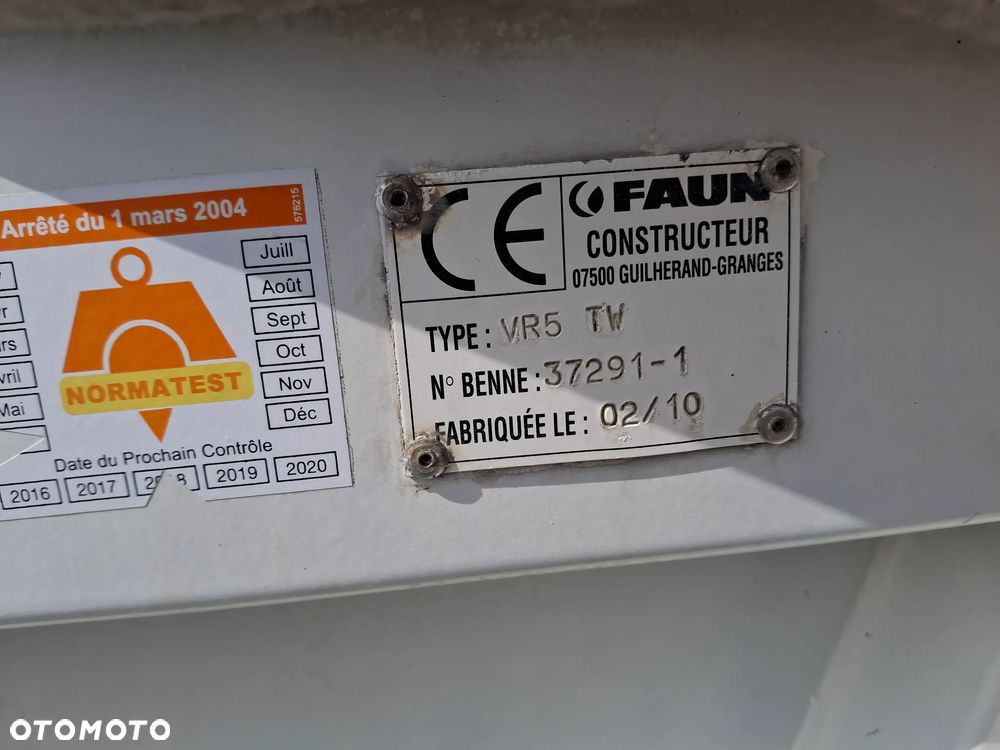 Arrêté du 1 mars 2004
576215
Juill
Août
Sept
Oct
Nov
Déc
Mai
NORMATEST
Date du Prochain Contrôle
2016 2017 2019 2020
CE
FAUN
CONSTRUCTEUR
07500 GUILHERAND-GRANGES
TYPE : VR5 TW
N° BENNE : 37291-1
FABRIQUÉE LE : 02/10
OTOMOTO